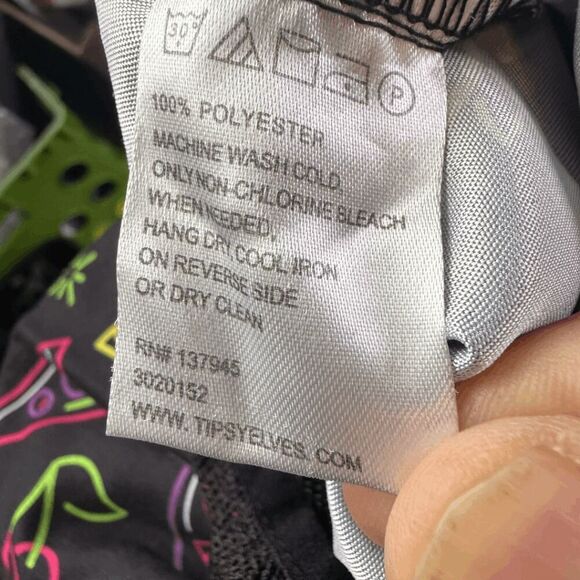 30°
P
100% POLYESTER
MACHINE WASH COLD,
ONLY NON-CHLORINE BLEACH
WHEN NEEDED,
HANG DRY, COOL IRON
ON REVERSE SIDE
OR DRY CLEAN
RN# 137945
3020152
WWW. TIPSYELVES. COM